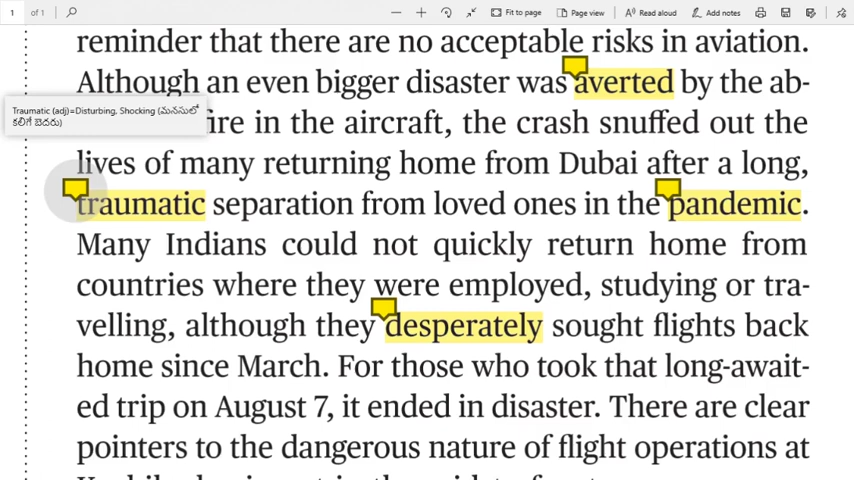 1 of 1 Fit to page Page view Read aloud Add notes
reminder that there are no acceptable risks in aviation.
Although an even bigger disaster was averted by the ab-
Traumatic (adj)=Disturbing, Shocking (మనసులో
కలిగే బెదరు)
fire in the aircraft, the crash snuffed out the
lives of many returning home from Dubai after a long,
traumatic separation from loved ones in the pandemic.
Many Indians could not quickly return home from
countries where they were employed, studying or tra-
velling, although they desperately sought flights back
home since March. For those who took that long-await-
ed trip on August 7, it ended in disaster. There are clear
pointers to the dangerous nature of flight operations at